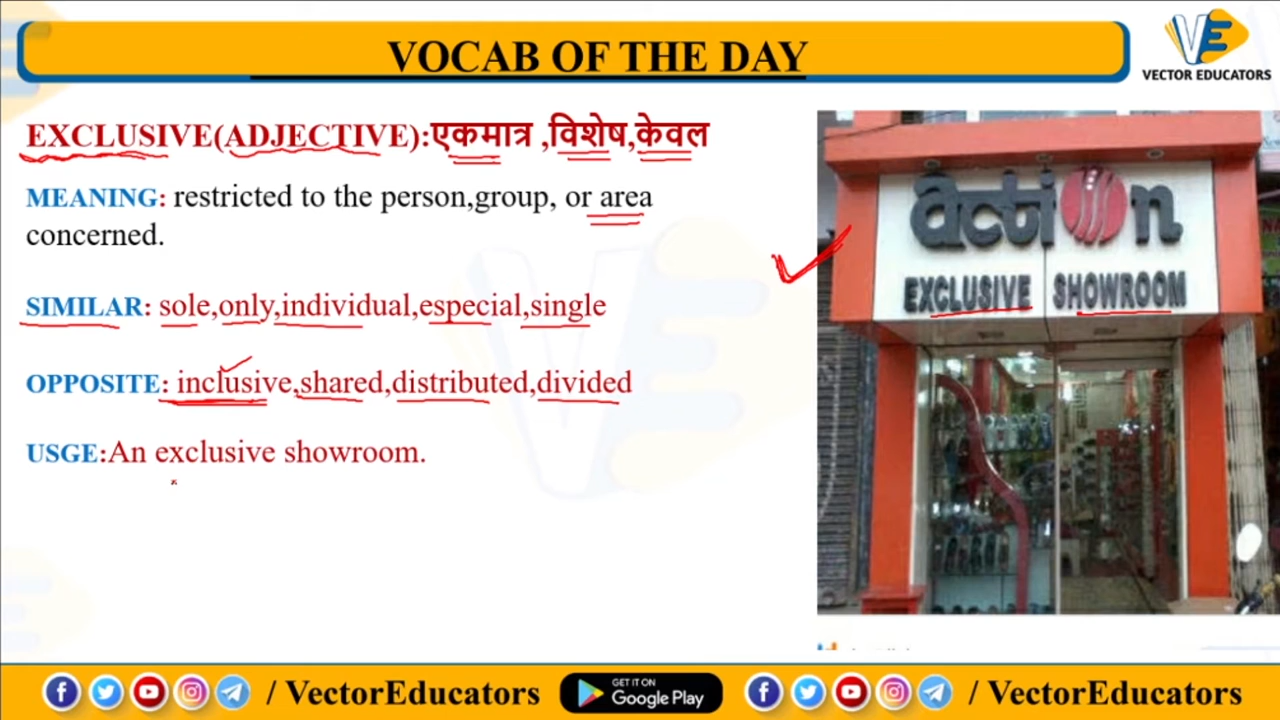 VOCAB OF THE DAY
VECTOR EDUCATORS
EXCLUSIVE(ADJECTIVE):एकमात्र ,विशेष,केवल
MEANING: restricted to the person,group, or area
concerned.
SIMILAR: sole,only,individual,especial,single
OPPOSITE: inclusive,shared,distributed,divided
USGE:An exclusive showroom.
action
EXCLUSIVE SHOWROOM
/ VectorEducators
GET IT ON
Google Play
/ VectorEducators